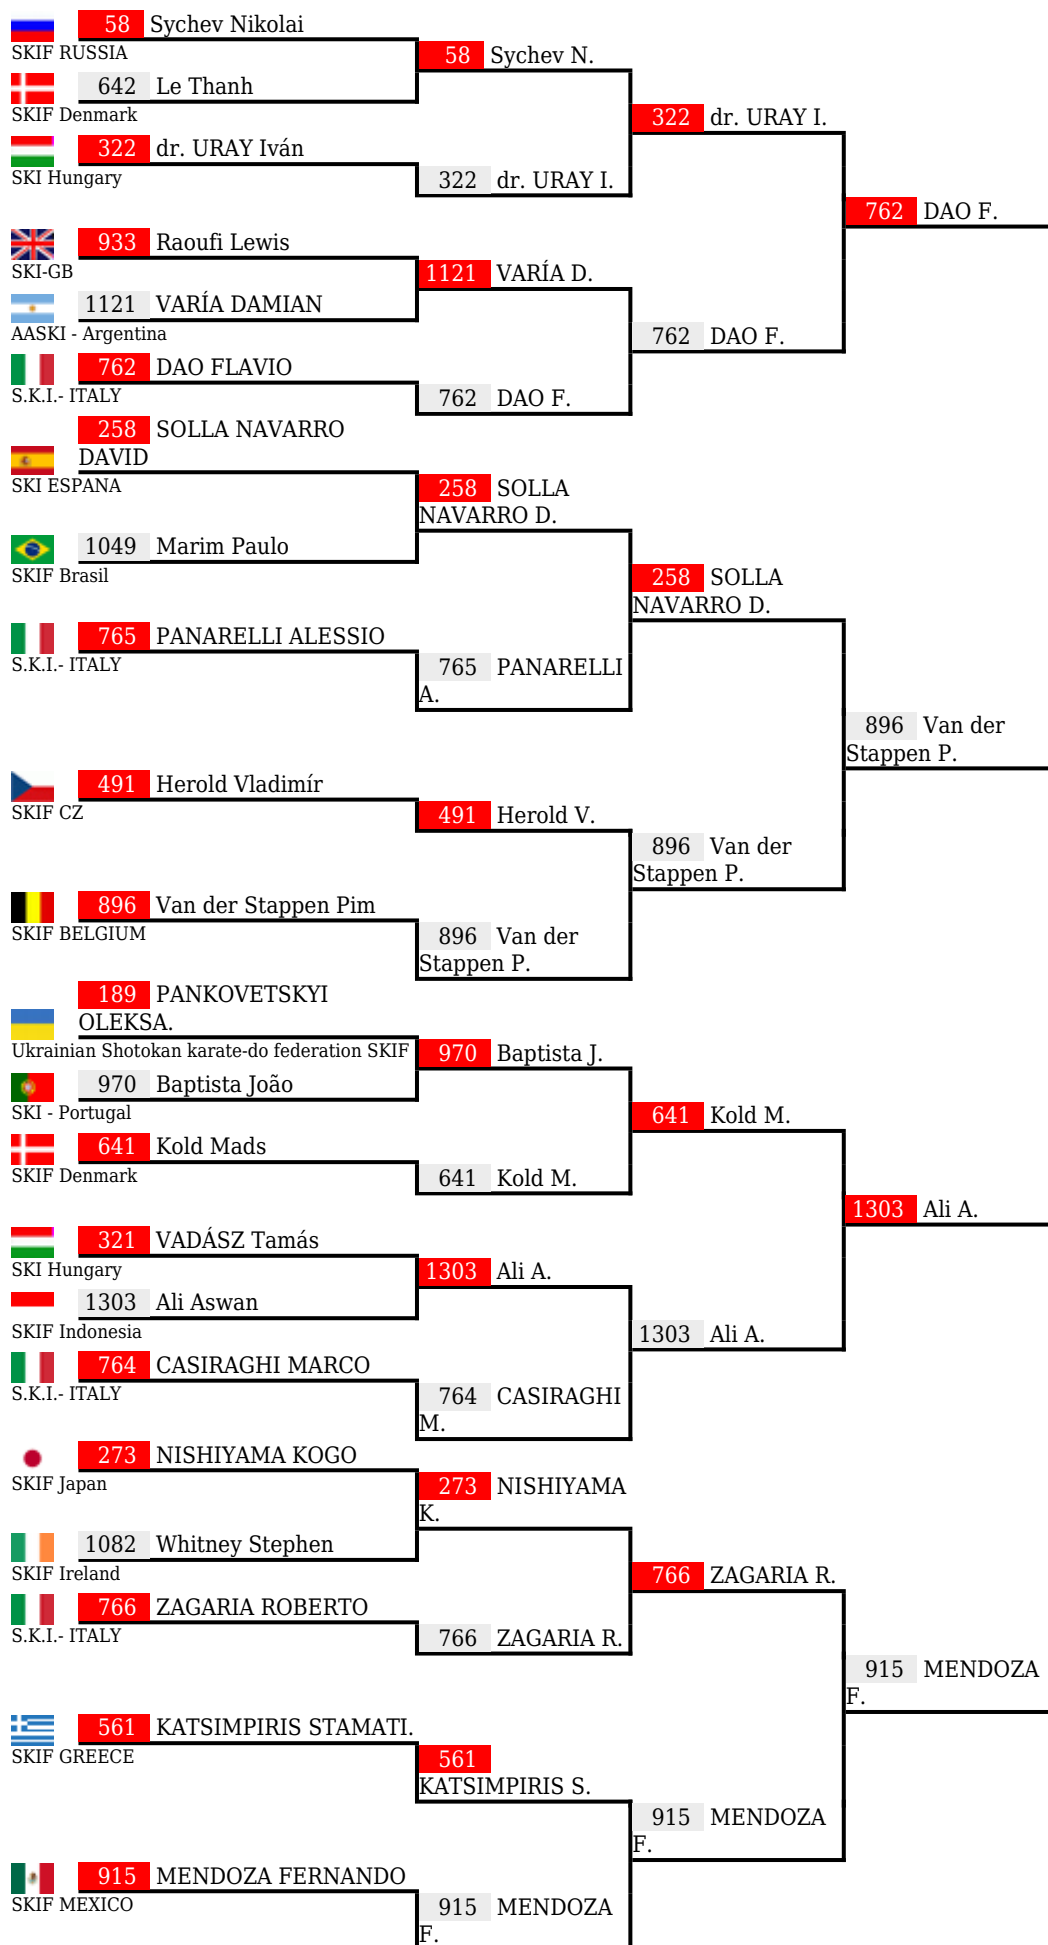 58 Sychev Nikolai
SKIF RUSSIA
58 Sychev N.
642 Le Thanh
SKIF Denmark
322 dr. URAY I.
322 dr. URAY Iván
SKI Hungary
322 dr. URAY I.
762 DAO F.
933 Raoufi Lewis
SKI-GB
1121 VARÍA D.
1121 VARÍA DAMIAN
AASKI - Argentina
762 DAO F.
762 DAO FLAVIO
S.K.I.- ITALY
762 DAO F.
258 SOLLA NAVARRO
DAVID
SKI ESPANA
258 SOLLA
NAVARRO D.
1049 Marim Paulo
SKIF Brasil
258 SOLLA
NAVARRO D.
765 PANARELLI ALESSIO
S.K.I.- ITALY
765 PANARELLI
A.
896 Van der
Stappen P.
491 Herold Vladimír
SKIF CZ
491 Herold V.
896 Van der
Stappen P.
896 Van der Stappen Pim
SKIF BELGIUM
896 Van der
Stappen P.
189 PANKOVETSKYI
OLEKSA.
Ukrainian Shotokan karate-do federation SKIF
970 Baptista J.
970 Baptista João
SKI - Portugal
641 Kold M.
641 Kold Mads
SKIF Denmark
641 Kold M.
1303 Ali A.
321 VADÁSZ Tamás
SKI Hungary
1303 Ali A.
1303 Ali Aswan
SKIF Indonesia
1303 Ali A.
764 CASIRAGHI MARCO
S.K.I.- ITALY
764 CASIRAGHI
M.
273 NISHIYAMA KOGO
SKIF Japan
273 NISHIYAMA
K.
1082 Whitney Stephen
SKIF Ireland
766 ZAGARIA R.
766 ZAGARIA ROBERTO
S.K.I.- ITALY
766 ZAGARIA R.
915 MENDOZA
F.
561 KATSIMPIRIS STAMATI.
SKIF GREECE
561
KATSIMPIRIS S.
915 MENDOZA
F.
915 MENDOZA FERNANDO
SKIF MEXICO
915 MENDOZA
F.